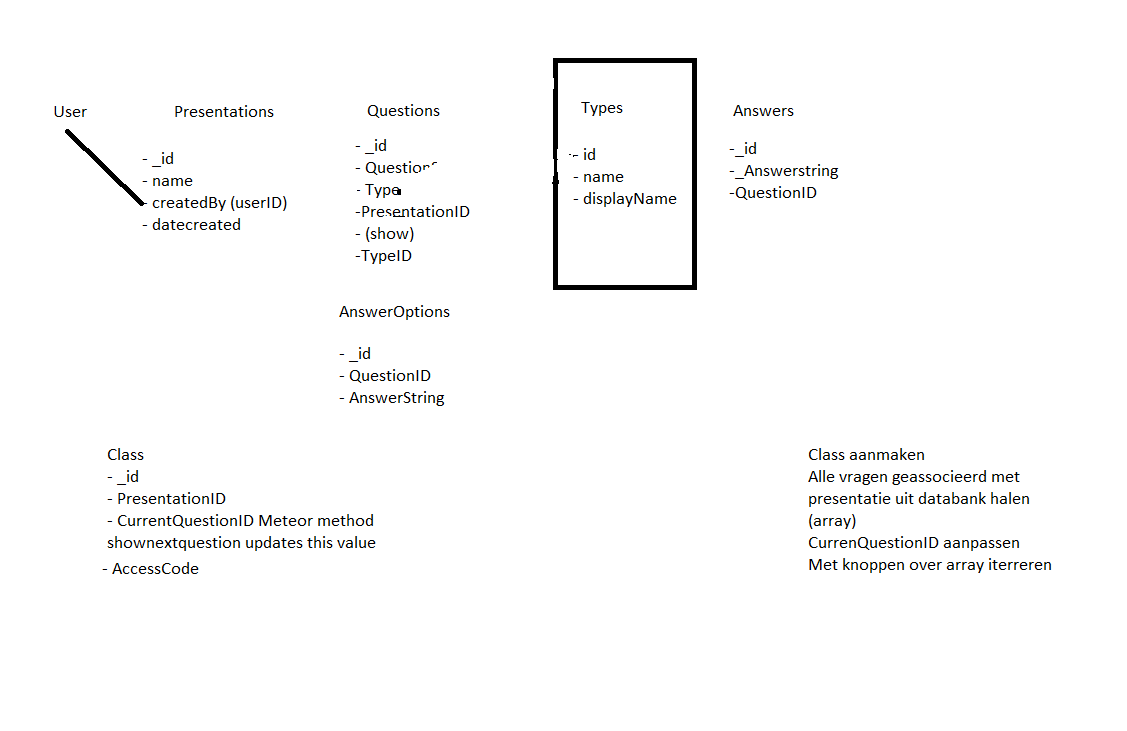 User
Presentations
- _id
- name
- createdBy (userID)
- datecreated
Questions
- _id
- Question
- Type
-PresentationID
- (show)
-TypeID
Types
- id
- name
- displayName
Answers
-_id
-_Answerstring
-QuestionID
AnswerOptions
- _id
- QuestionID
- AnswerString
Class
- _id
- PresentationID
- CurrentQuestionID Meteor method
shownextquestion updates this value
- AccessCode
Class aanmaken
Alle vragen geassocieerd met
presentatie uit databank halen
(array)
CurrenQuestionID aanpassen
Met knoppen over array iterreren